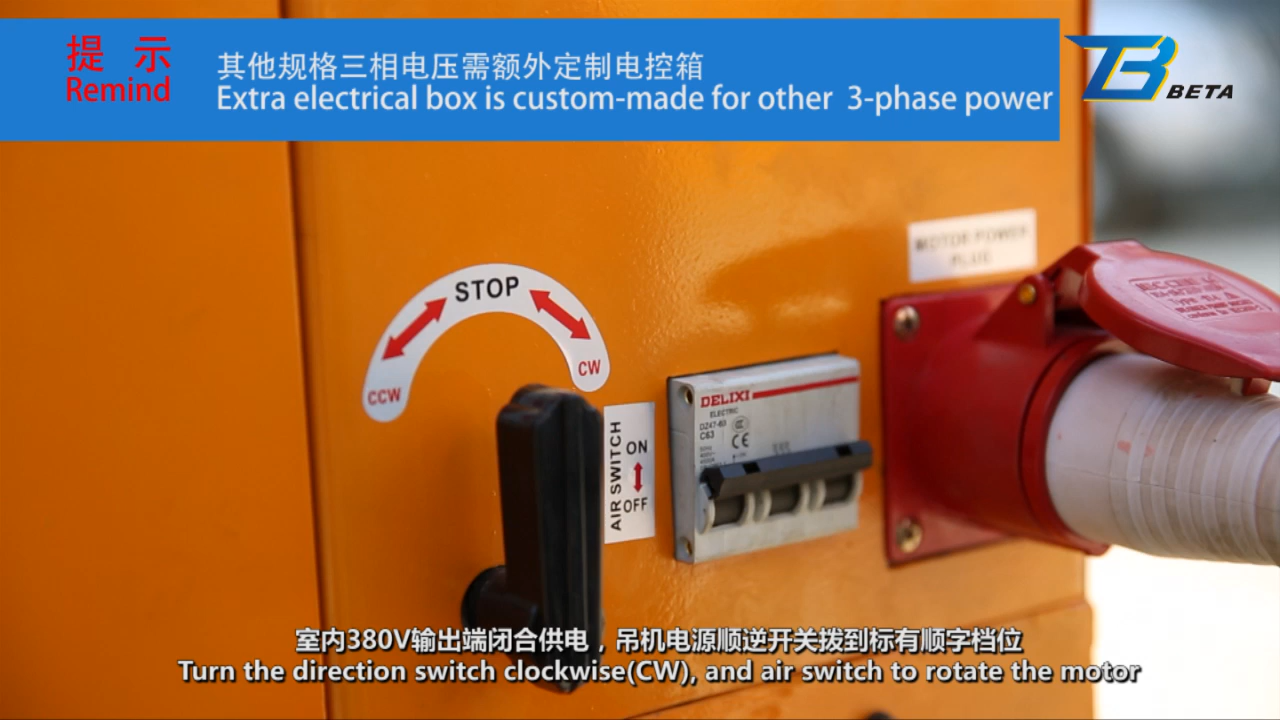 提 示
Remind
其他规格三相电压需额外定制电控箱
Extra electrical box is custom-made for other 3-phase power
BETA
MOTOR POWER
PLUG
STOP
CCW
CW
AIR SWITCH
ON
OFF
DELIXI
ELECTRIC
DZ47-63
C63
CE
室内380V输出端闭合供电，吊机电源顺逆开关拨到标有顺字档位
Turn the direction switch clockwise(CW), and air switch to rotate the motor